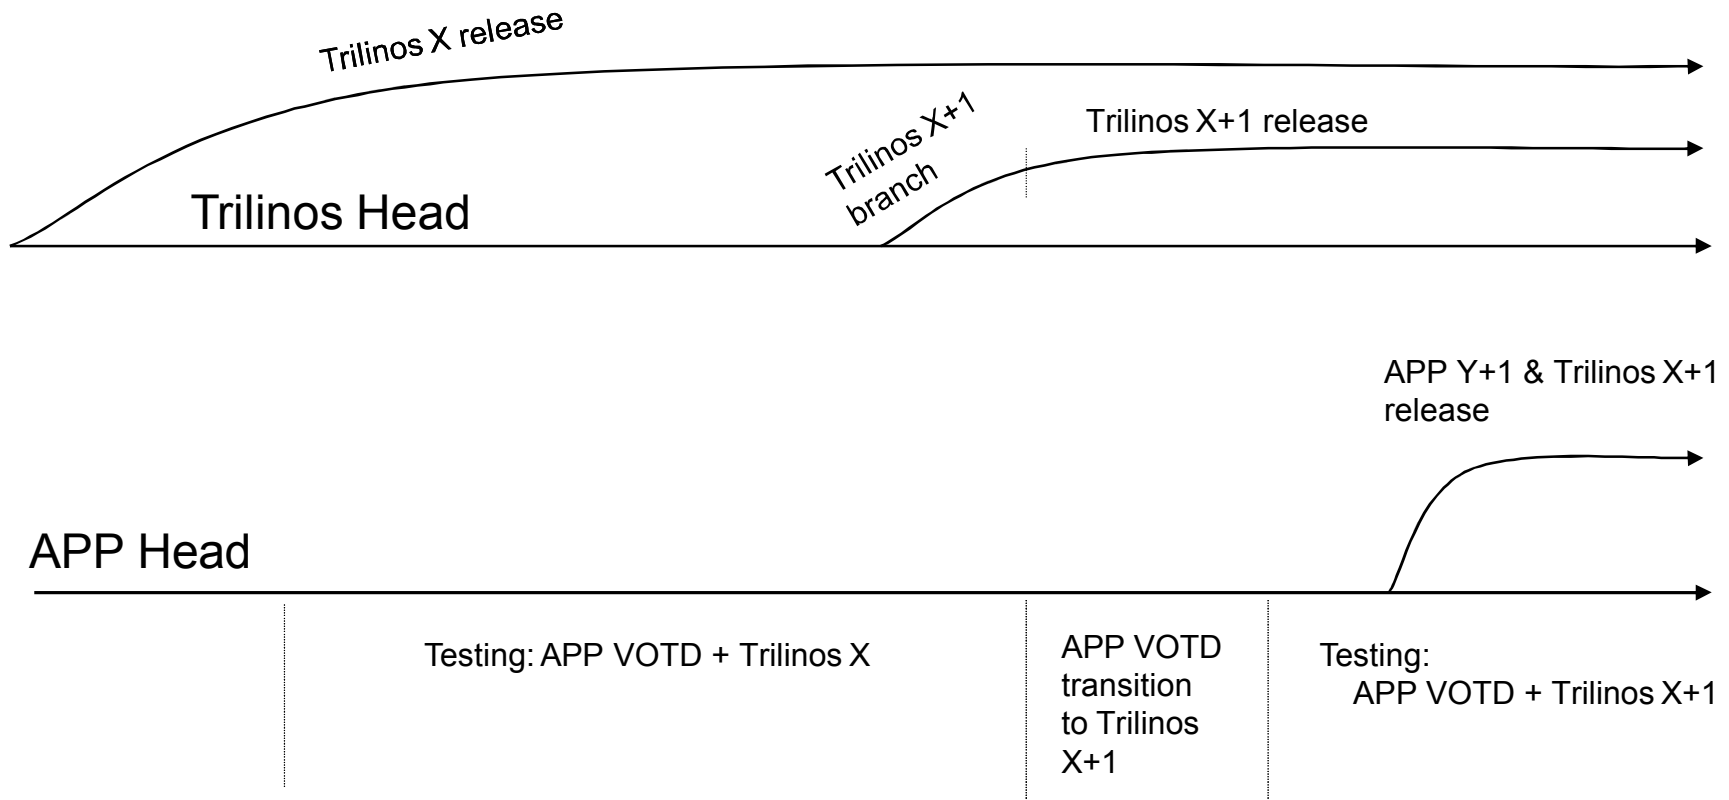 Trilinos X release
Trilinos X+1
branch
Trilinos X+1 release
Trilinos Head
APP Y+1 & Trilinos X+1
release
APP Head
Testing: APP VOTD + Trilinos X
APP VOTD
transition
to Trilinos
X+1
Testing:
APP VOTD + Trilinos X+1